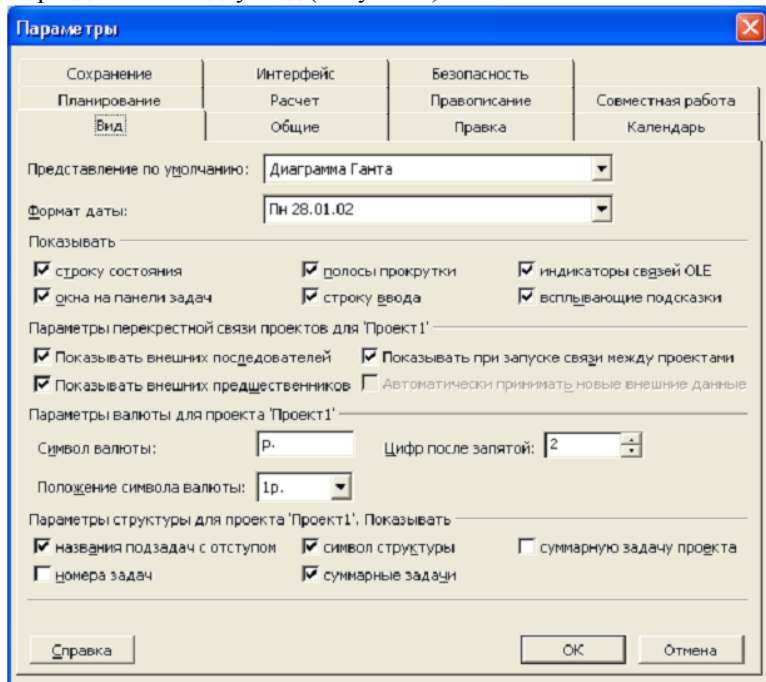 Параметры
Сохранение Интерфейс Безопасность
Планирование Расчет Правописание Совместная работа
Вид Общие Правка Календарь
Представление по умолчанию: Диаграмма Ганта
Формат даты: Пн 28.01.02
Показывать
строку состояния полосы прокрутки индикаторы связей OLE
окна на панели задач строку ввода всплывающие подсказки
Параметры перекрестной связи проектов для 'Проект1'
Показывать внешних последователей Показывать при запуске связи между проектами
Показывать внешних предшественников Автоматически принимать новые внешние данные
Параметры валюты для проекта 'Проект1'
Символ валюты: р. Цифр после запятой: 2
Положение символа валюты: 1р.
Параметры структуры для проекта 'Проект1'. Показывать
названия подзадач с отступом символ структуры суммарную задачу проекта
номера задач суммарные задачи
Справка ОК Отмена